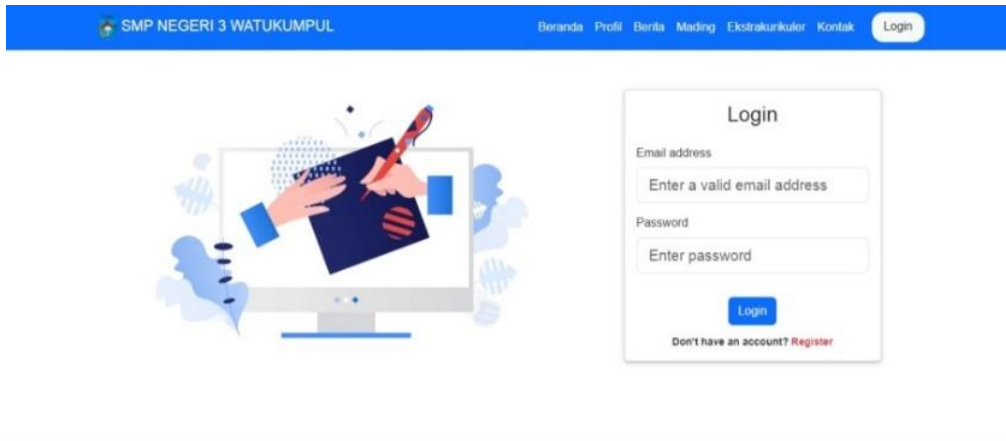 SMP NEGERI 3 WATUKUMPUL
Beranda Profil Berita Mading Ekstrakurikuler Kontak Login
Login
Email address
Enter a valid email address
Password
Enter password
Login
Don't have an account? Register